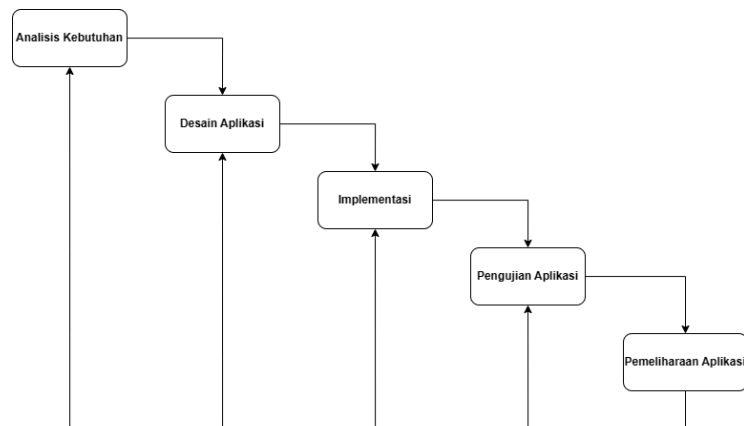 Analisis Kebutuhan
Desain Aplikasi
Implementasi
Pengujian Aplikasi
Pemeliharaan Aplikasi